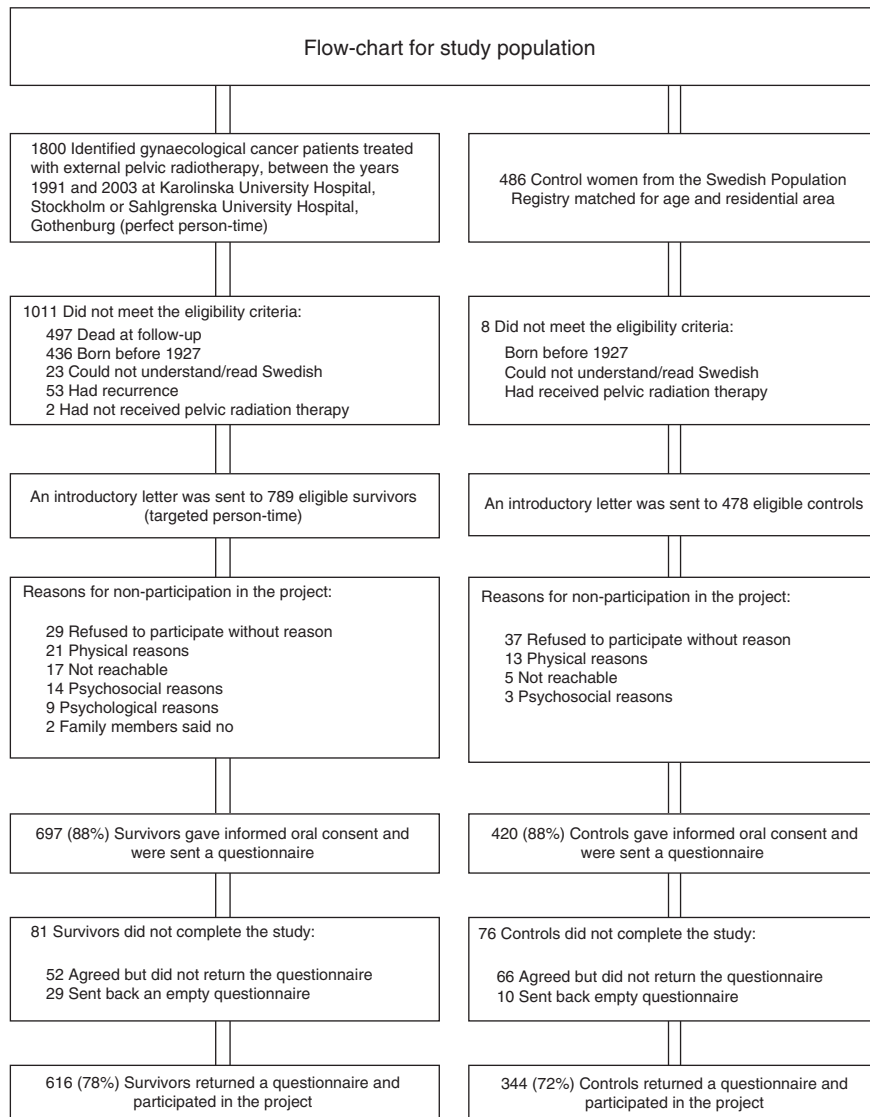 Flow-chart for study population
1800 Identified gynaecological cancer patients treated
with external pelvic radiotherapy, between the years
1991 and 2003 at Karolinska University Hospital,
Stockholm or Sahlgrenska University Hospital,
Gothenburg (perfect person-time)
486 Control women from the Swedish Population
Registry matched for age and residential area
1011 Did not meet the eligibility criteria:
497 Dead at follow-up
436 Born before 1927
23 Could not understand/read Swedish
53 Had recurrence
2 Had not received pelvic radiation therapy
8 Did not meet the eligibility criteria:
Born before 1927
Could not understand/read Swedish
Had received pelvic radiation therapy
An introductory letter was sent to 789 eligible survivors
(targeted person-time)
An introductory letter was sent to 478 eligible controls
Reasons for non-participation in the project:
29 Refused to participate without reason
21 Physical reasons
17 Not reachable
14 Psychosocial reasons
9 Psychological reasons
2 Family members said no
Reasons for non-participation in the project:
37 Refused to participate without reason
13 Physical reasons
5 Not reachable
3 Psychosocial reasons
697 (88%) Survivors gave informed oral consent and
were sent a questionnaire
420 (88%) Controls gave informed oral consent and
were sent a questionnaire
81 Survivors did not complete the study:
52 Agreed but did not return the questionnaire
29 Sent back an empty questionnaire
76 Controls did not complete the study:
66 Agreed but did not return the questionnaire
10 Sent back empty questionnaire
616 (78%) Survivors returned a questionnaire and
participated in the project
344 (72%) Controls returned a questionnaire and
participated in the project